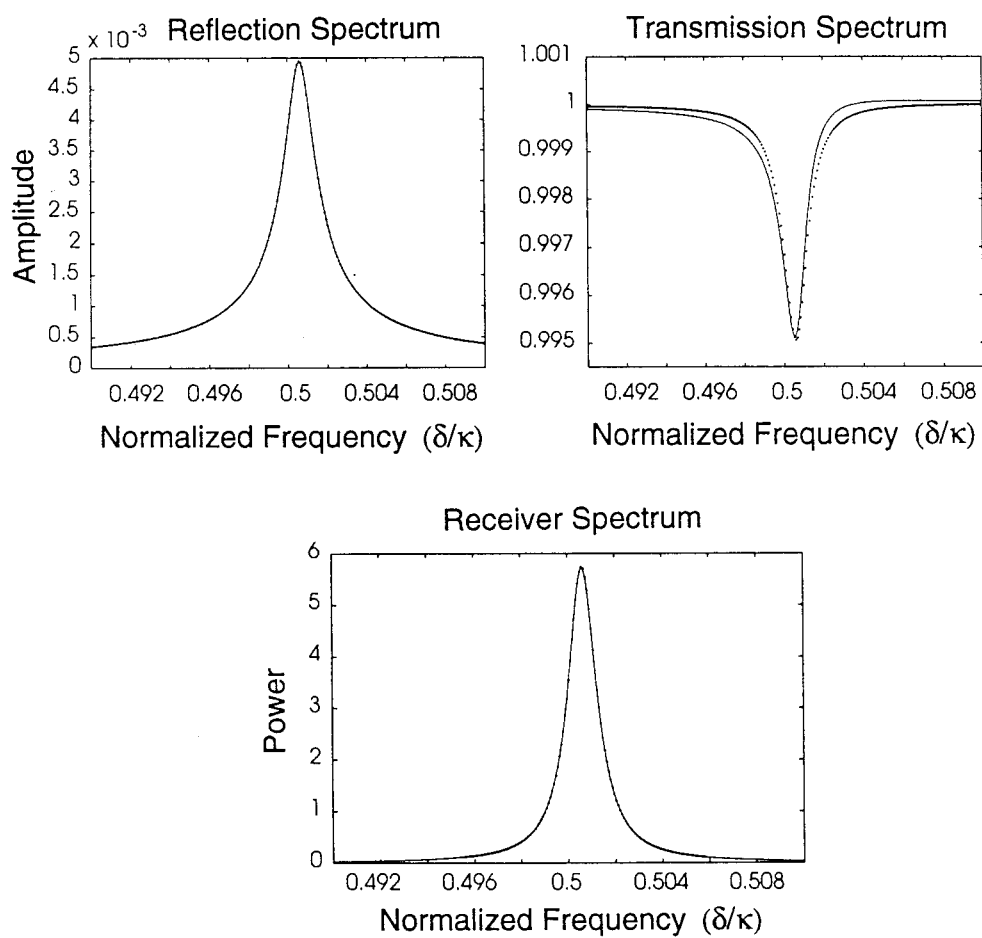 Reflection Spectrum
× 10⁻³
5
4.5
4
3.5
3
2.5
2
1.5
1
0.5
0
Amplitude
0.492 0.496 0.5 0.504 0.508
Normalized Frequency (δ/κ)
Transmission Spectrum
1.001
1
0.999
0.998
0.997
0.996
0.995
0.492 0.496 0.5 0.504 0.508
Normalized Frequency (δ/κ)
Receiver Spectrum
6
5
4
3
2
1
0
Power
0.492 0.496 0.5 0.504 0.508
Normalized Frequency (δ/κ)